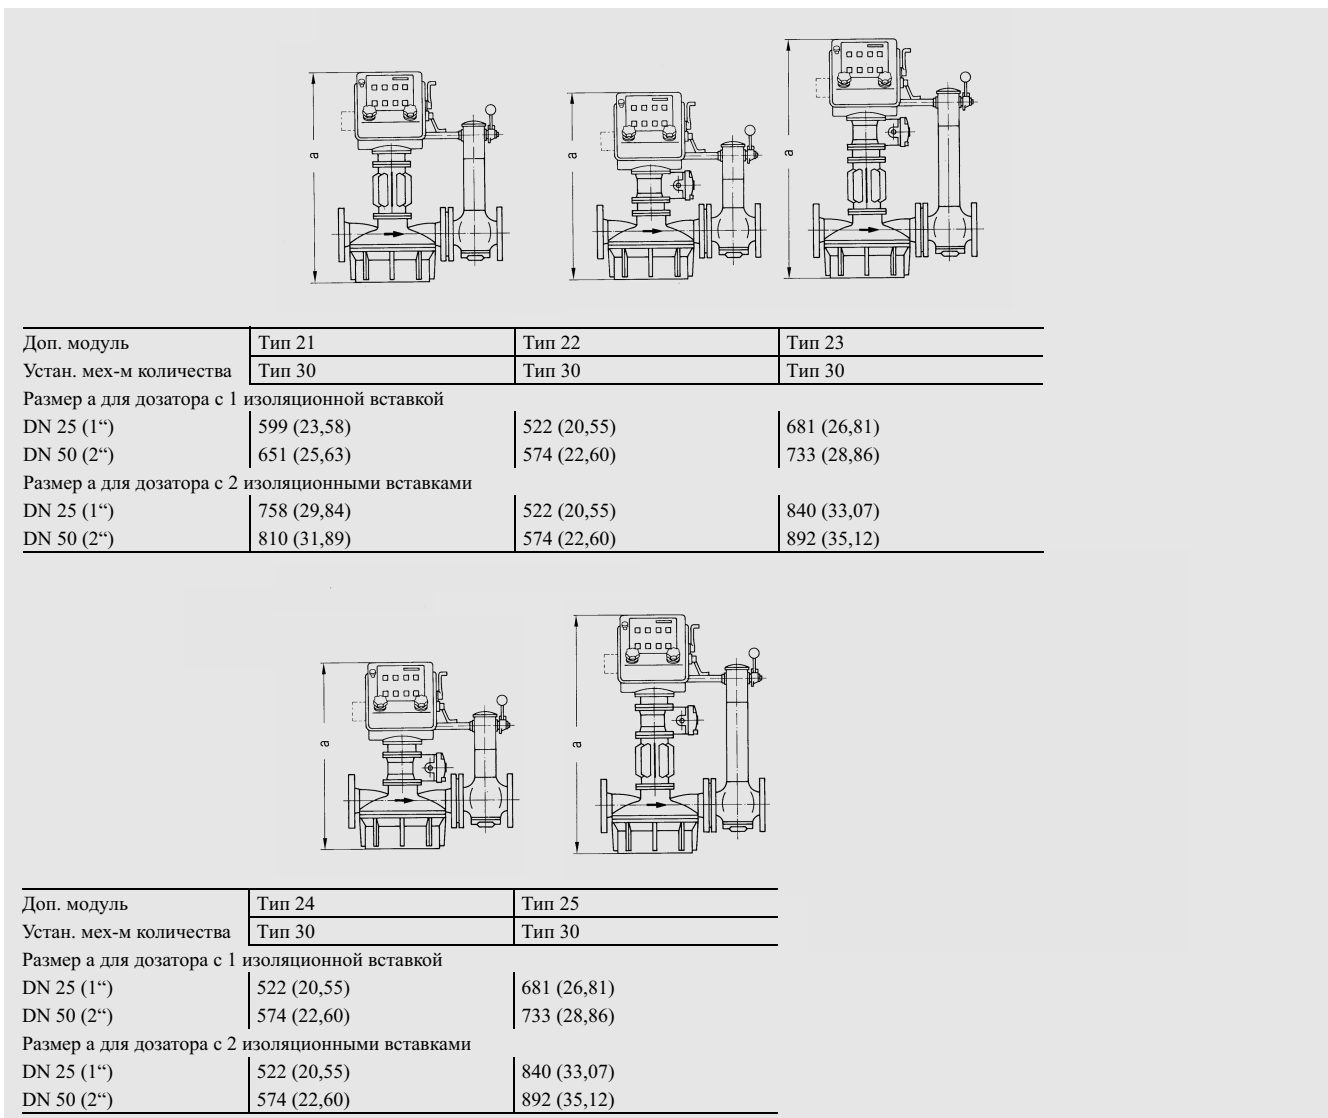 a
a
a
Доп. модуль Тип 21 Тип 22 Тип 23
Устан. мех-м количества Тип 30 Тип 30 Тип 30
Размер а для дозатора с 1 изоляционной вставкой
DN 25 (1“) 599 (23,58) 522 (20,55) 681 (26,81)
DN 50 (2“) 651 (25,63) 574 (22,60) 733 (28,86)
Размер а для дозатора с 2 изоляционными вставками
DN 25 (1“) 758 (29,84) 522 (20,55) 840 (33,07)
DN 50 (2“) 810 (31,89) 574 (22,60) 892 (35,12)
a
a
Доп. модуль Тип 24 Тип 25
Устан. мех-м количества Тип 30 Тип 30
Размер а для дозатора с 1 изоляционной вставкой
DN 25 (1“) 522 (20,55) 681 (26,81)
DN 50 (2“) 574 (22,60) 733 (28,86)
Размер а для дозатора с 2 изоляционными вставками
DN 25 (1“) 522 (20,55) 840 (33,07)
DN 50 (2“) 574 (22,60) 892 (35,12)